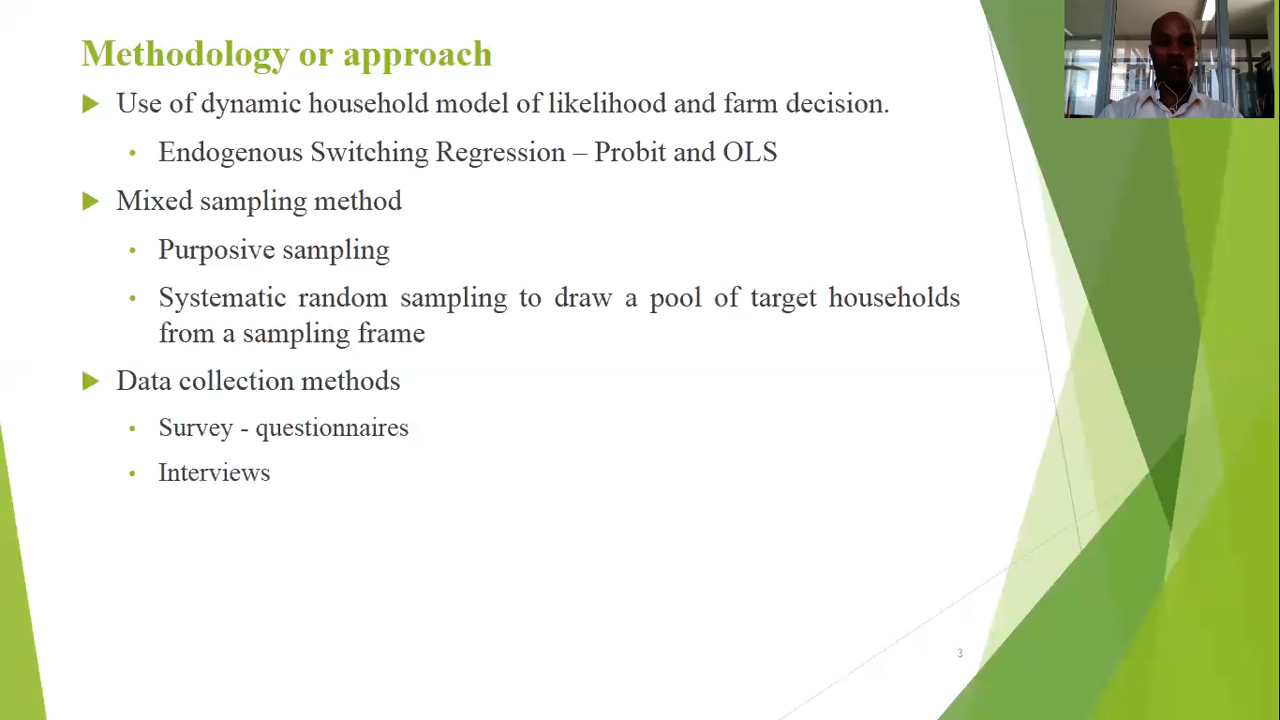 Methodology or approach
Use of dynamic household model of likelihood and farm decision.
Endogenous Switching Regression – Probit and OLS
Mixed sampling method
Purposive sampling
Systematic random sampling to draw a pool of target households
from a sampling frame
Data collection methods
Survey - questionnaires
Interviews
3